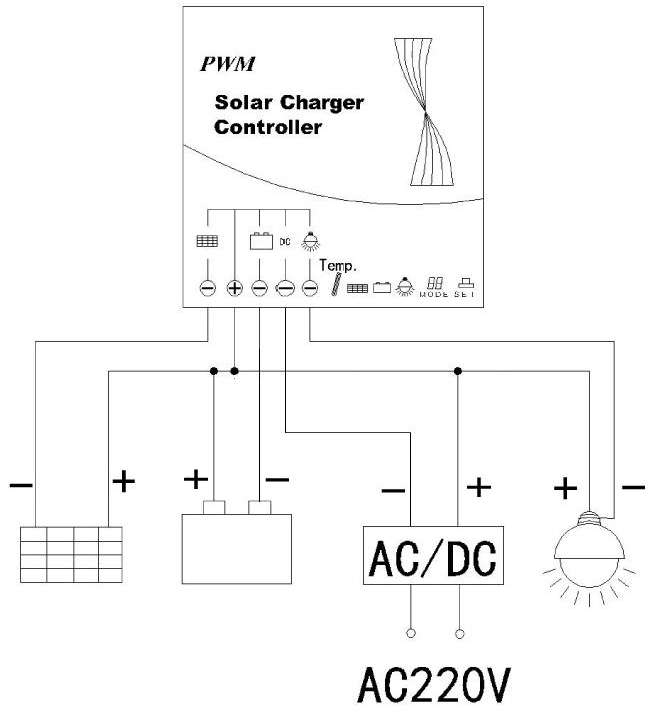 PWM
Solar Charger
Controller
DC
Temp.
− + − − −
MODE SET
− + + − − + + −
AC/DC
AC220V